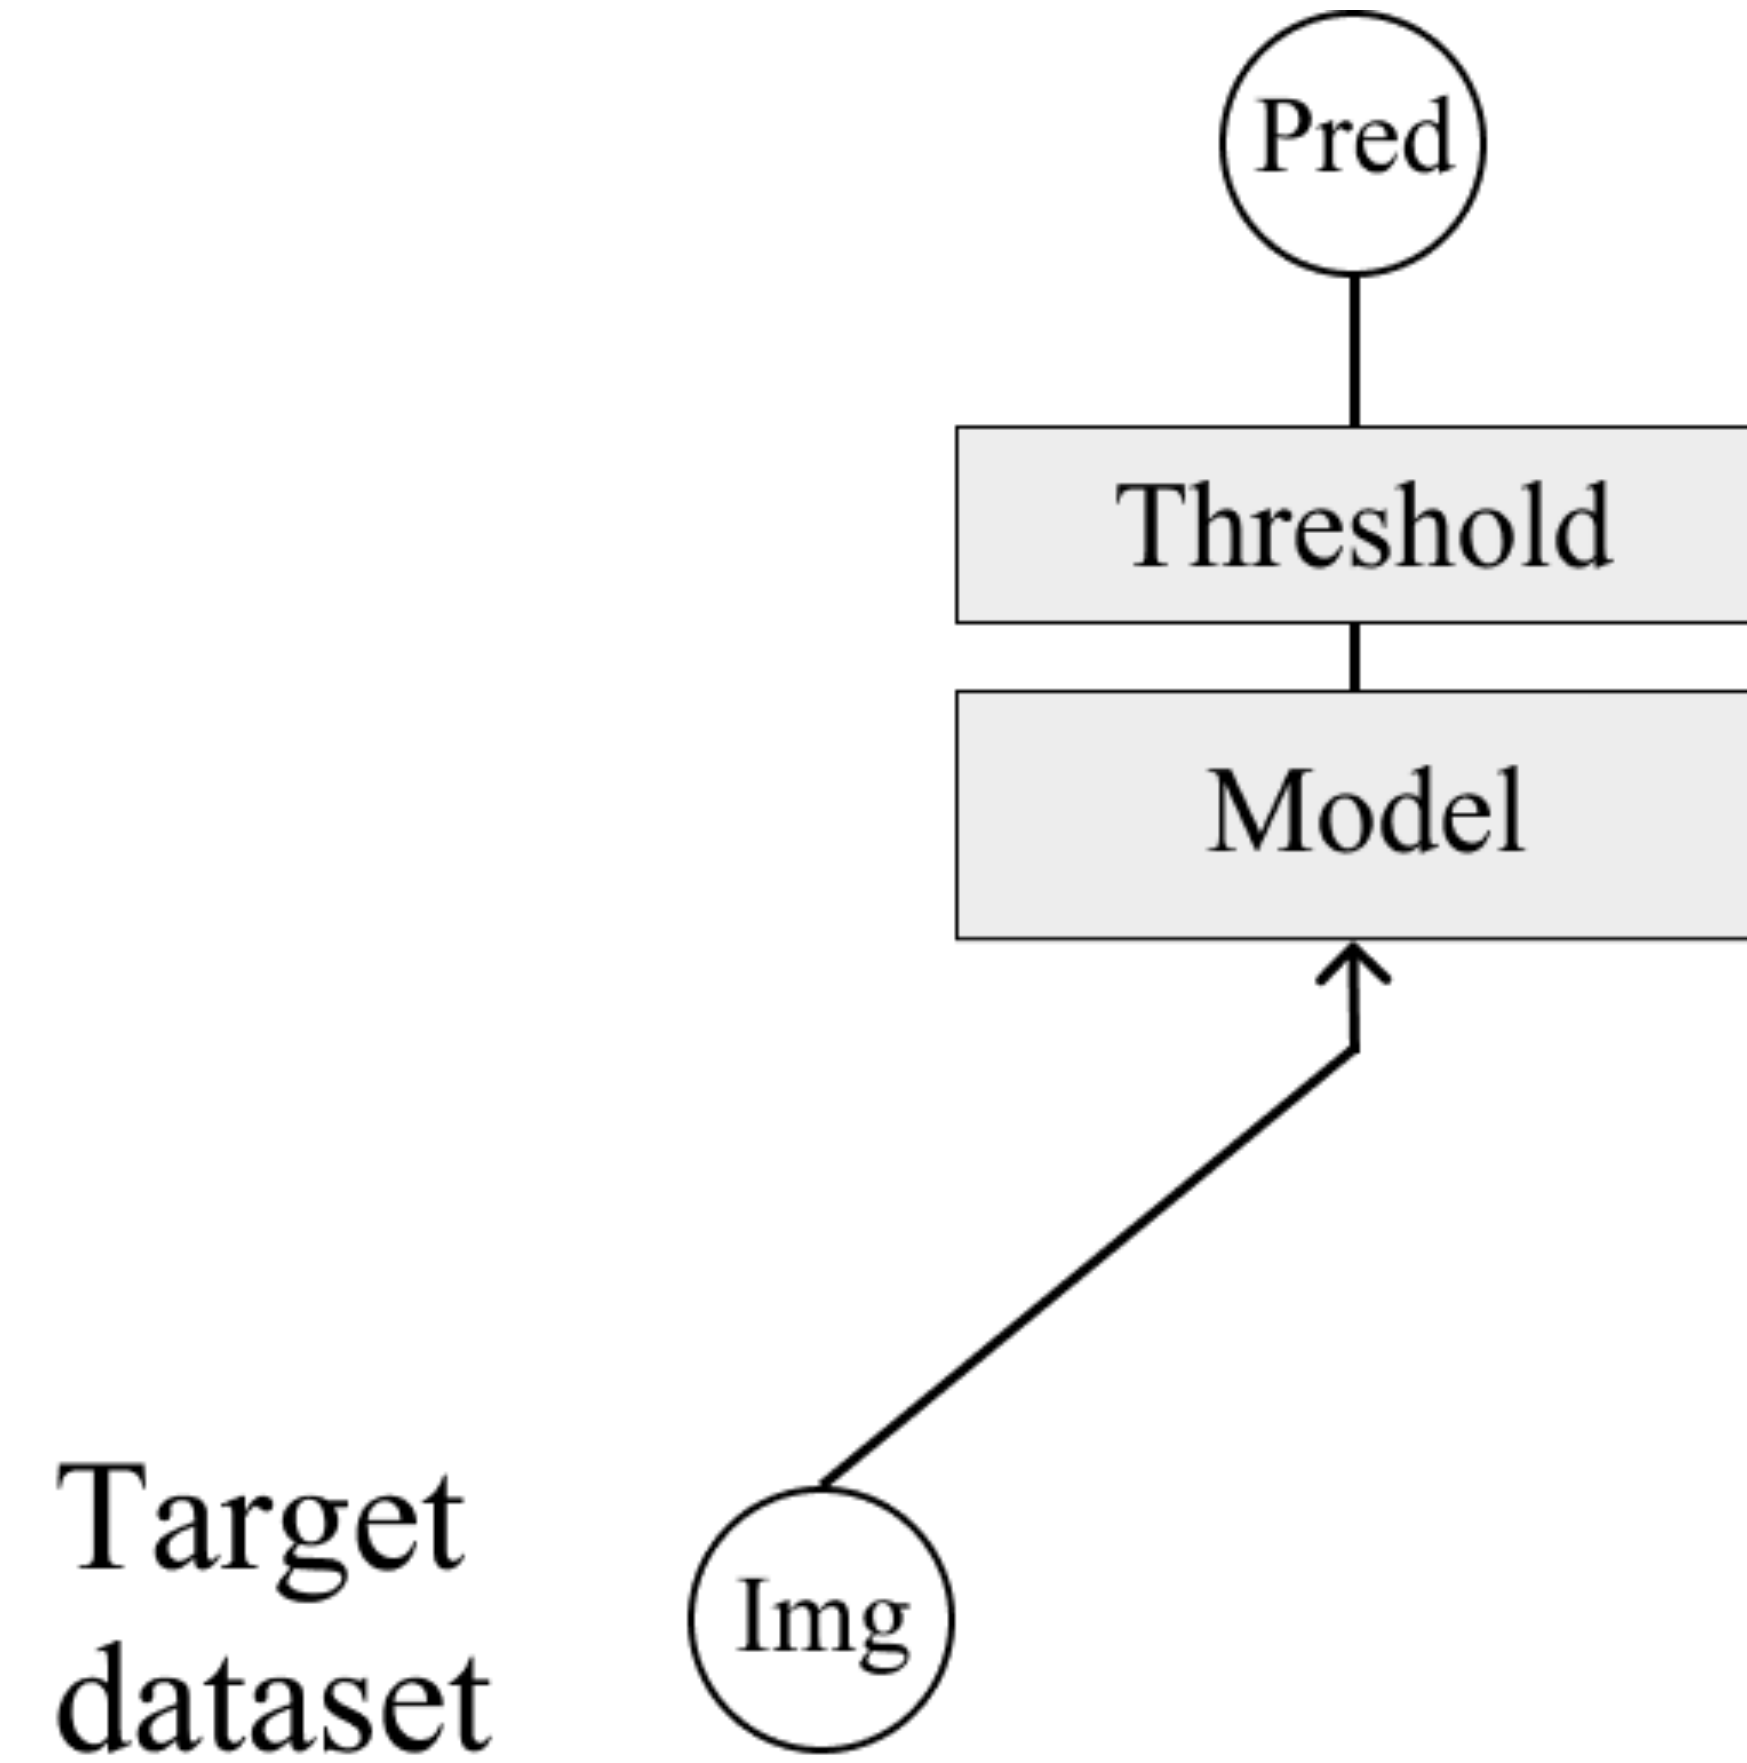 Pred
Threshold
Model
Target
dataset
Img